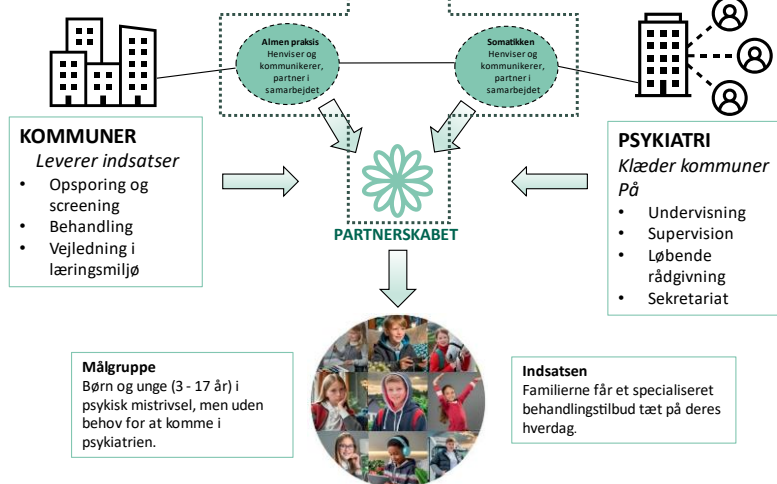 Almen praksis
Henviser og
kommunikerer,
partner i
samarbejdet
Somatikken
Henviser og
kommunikerer,
partner i
samarbejdet
KOMMUNER
Leverer indsatser
• Opsporing og
screening
• Behandling
• Vejledning i
læringsmiljø
PARTNERSKABET
PSYKIATRI
Klæder kommuner
På
• Undervisning
• Supervision
• Løbende
rådgivning
• Sekretariat
Målgruppe
Børn og unge (3 - 17 år) i
psykisk mistrivsel, men uden
behov for at komme i
psykiatrien.
Indsatsen
Familierne får et specialiseret
behandlingstilbud tæt på deres
hverdag.